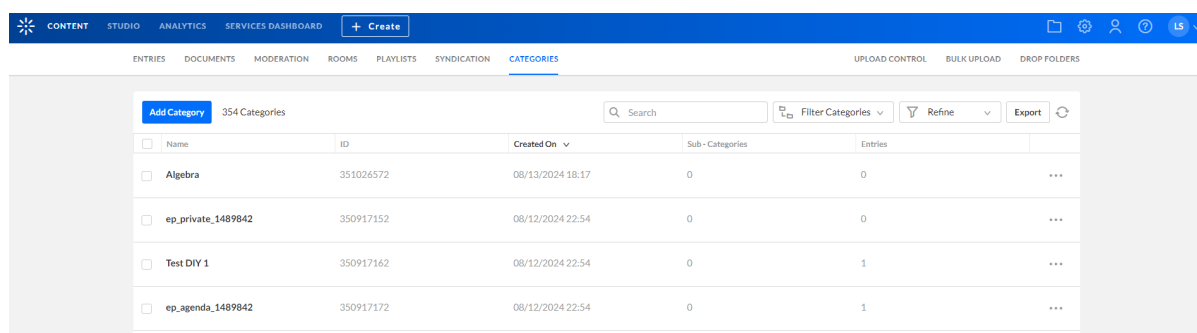 CONTENT STUDIO ANALYTICS SERVICES DASHBOARD + Create ? LS
ENTRIES DOCUMENTS MODERATION ROOMS PLAYLISTS SYNDICATION CATEGORIES UPLOAD CONTROL BULK UPLOAD DROP FOLDERS
Add Category 354 Categories Search Filter Categories Refine Export
Name ID Created On Sub - Categories Entries
Algebra 351026572 08/13/2024 18:17 0 0
ep_private_1489842 350917152 08/12/2024 22:54 0 0
Test DIY 1 350917162 08/12/2024 22:54 0 1
ep_agenda_1489842 350917172 08/12/2024 22:54 0 1